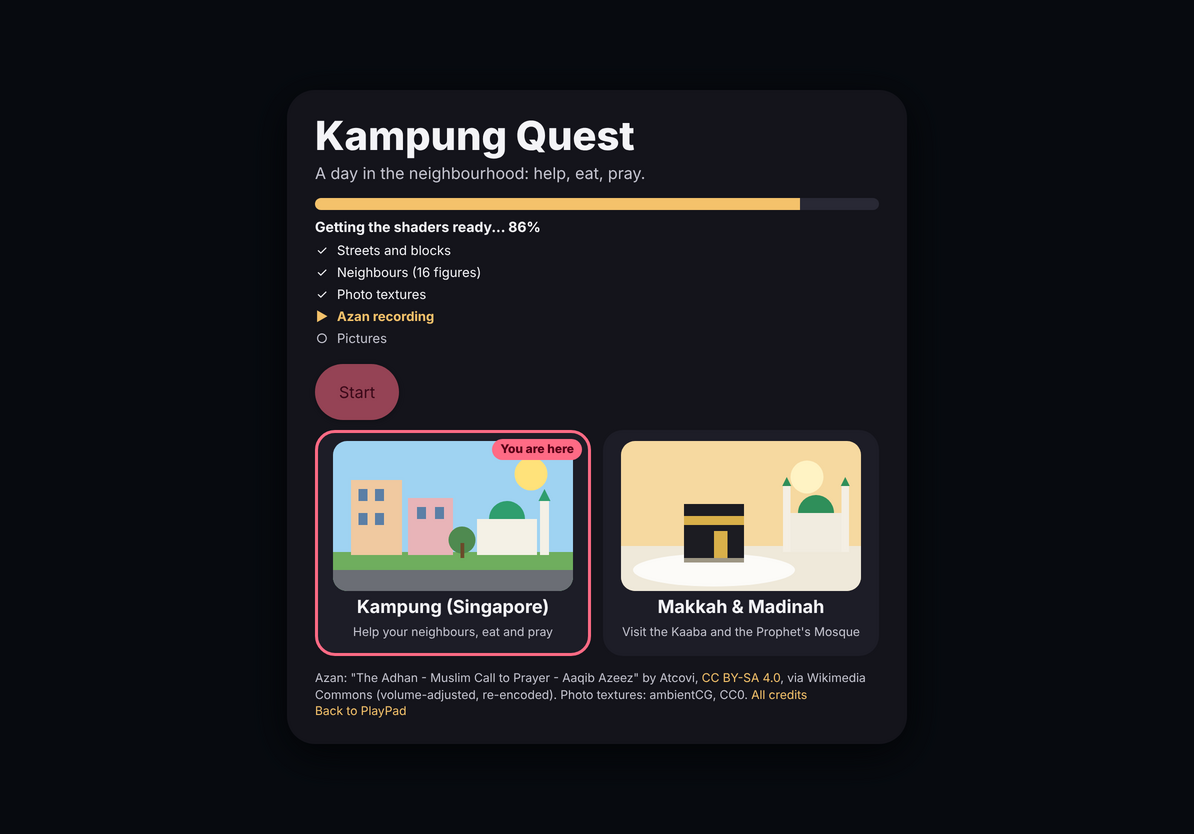 Kampung Quest
A day in the neighbourhood: help, eat, pray.
Getting the shaders ready... 86%
Streets and blocks
Neighbours (16 figures)
Photo textures
Azan recording
Pictures
Start
You are here
Kampung (Singapore)
Help your neighbours, eat and pray
Makkah & Madinah
Visit the Kaaba and the Prophet's Mosque
Azan: "The Adhan - Muslim Call to Prayer - Aaqib Azeez" by Atcovi, CC BY-SA 4.0, via Wikimedia
Commons (volume-adjusted, re-encoded). Photo textures: ambientCG, CC0. All credits
Back to PlayPad